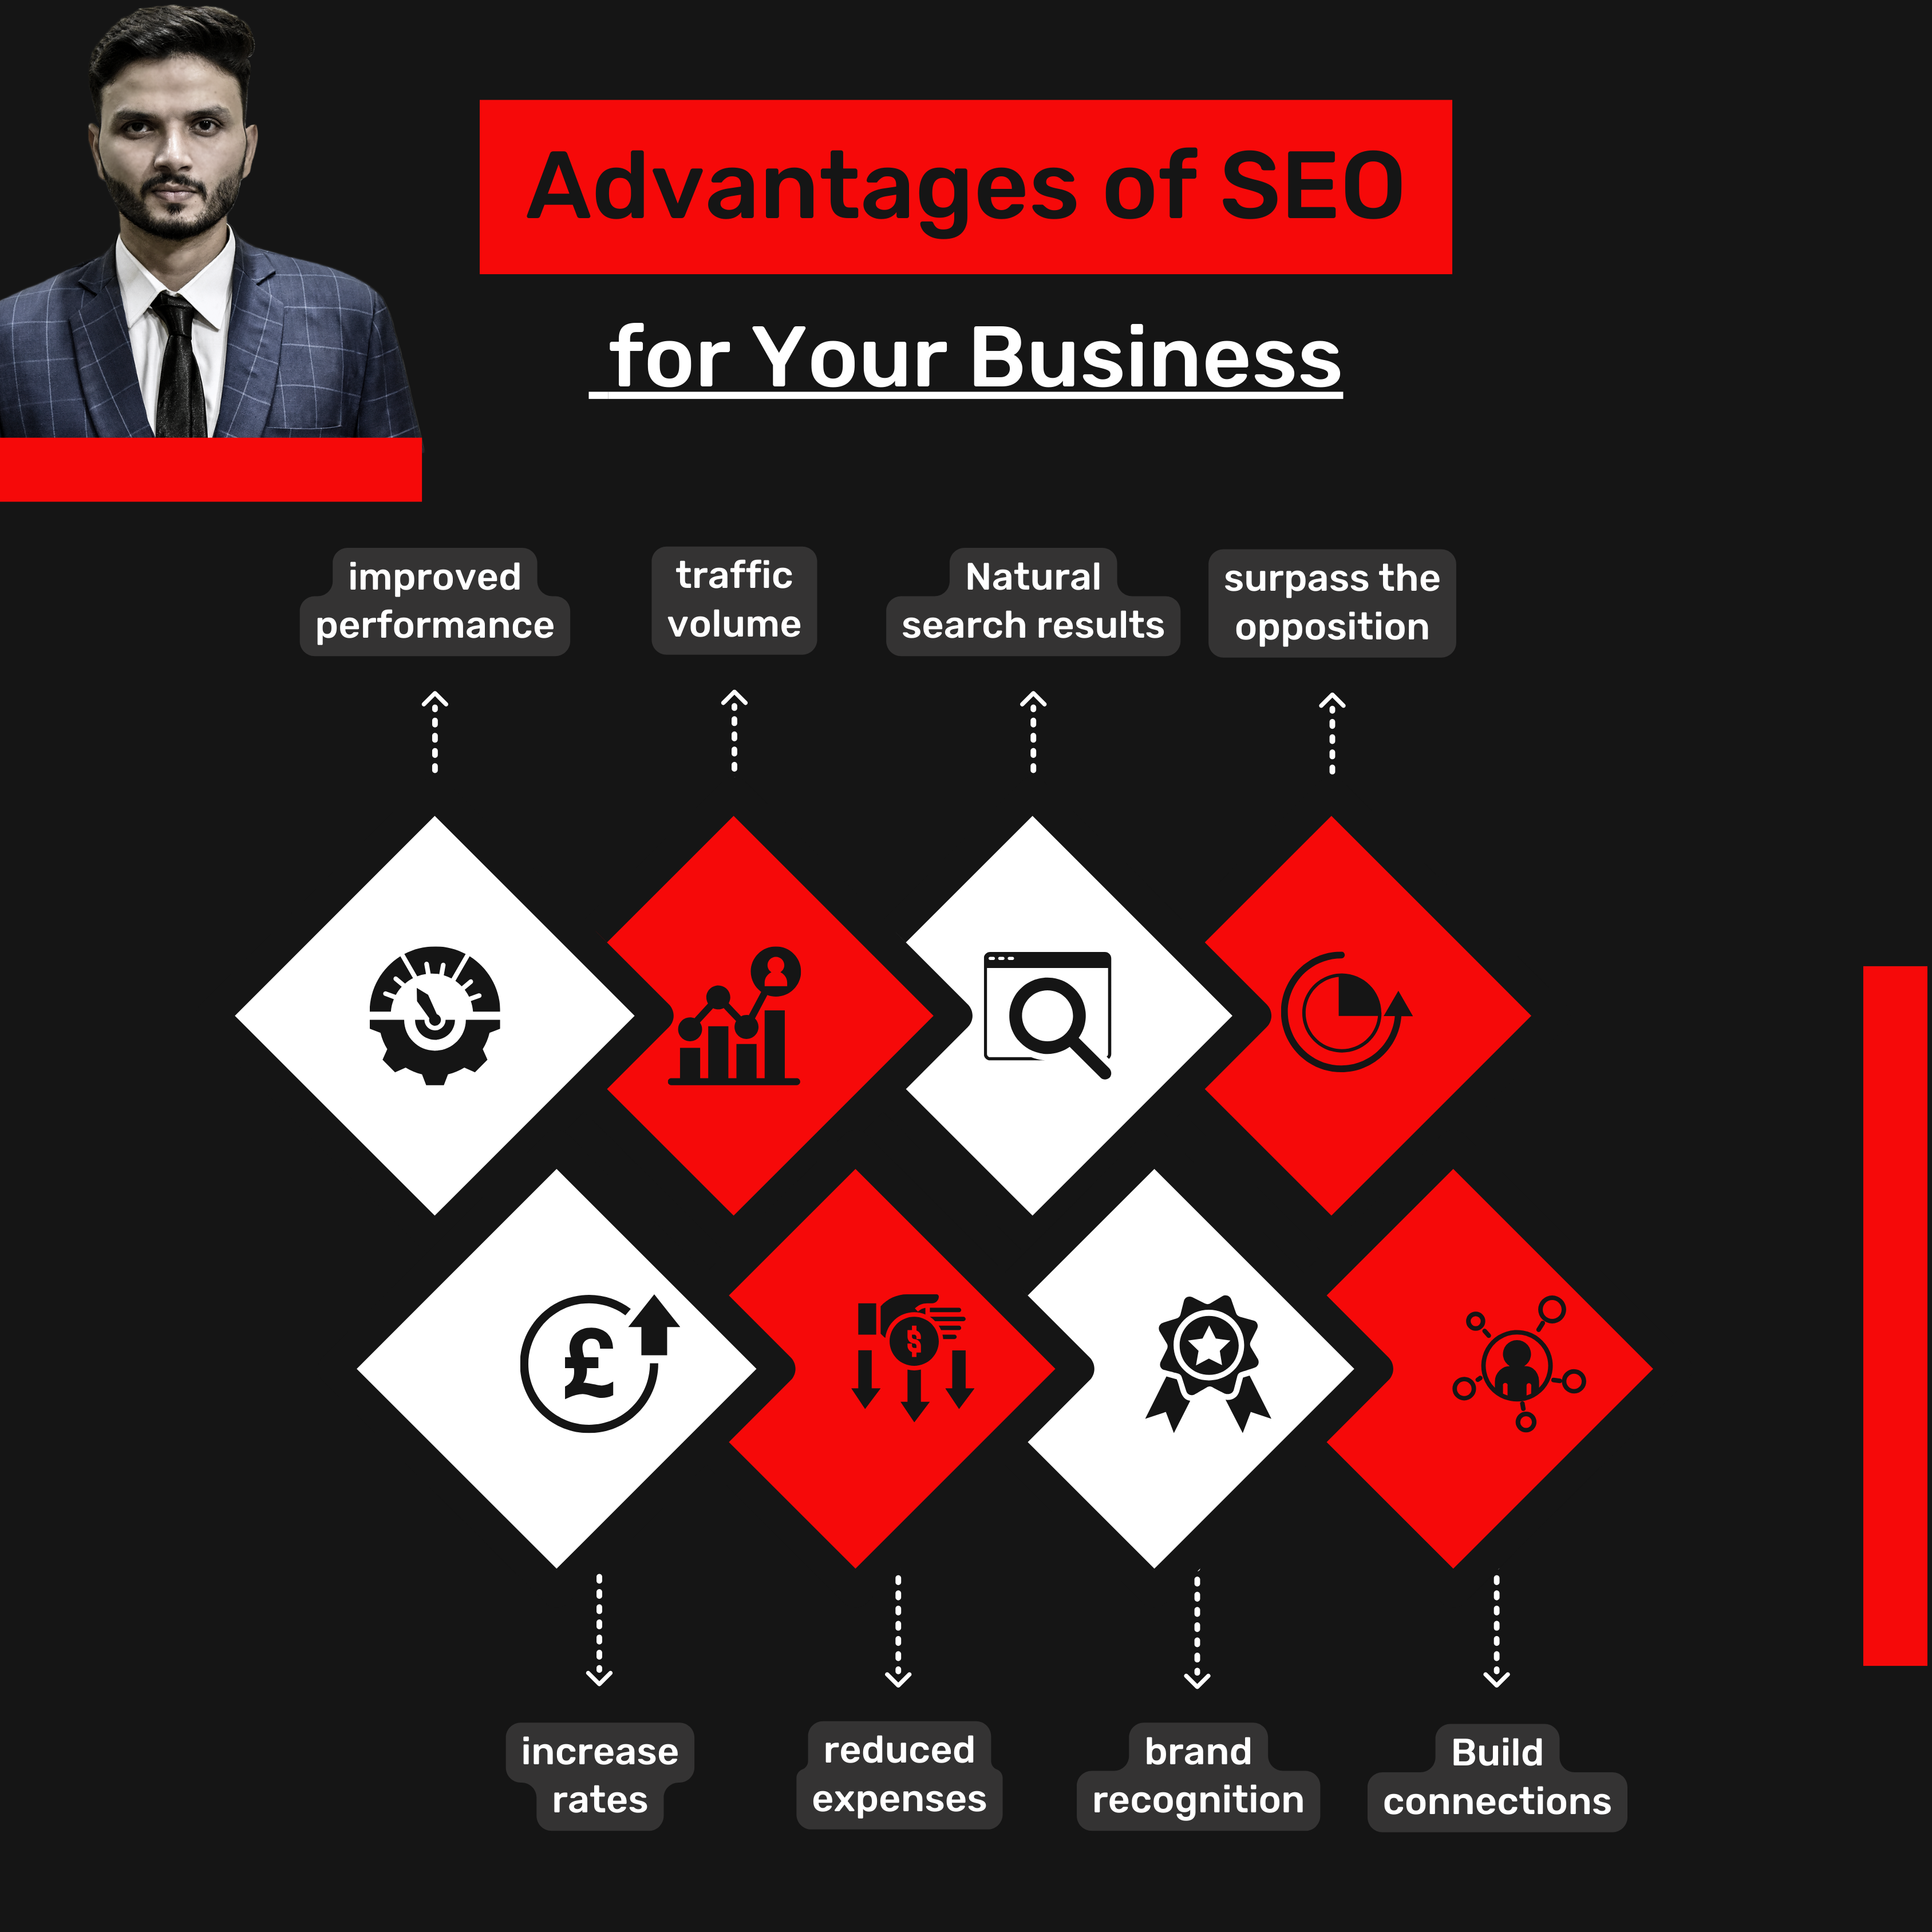 Advantages of SEO
for Your Business
improved
performance
traffic
volume
Natural
search results
surpass the
opposition
£
$
increase
rates
reduced
expenses
brand
recognition
Build
connections